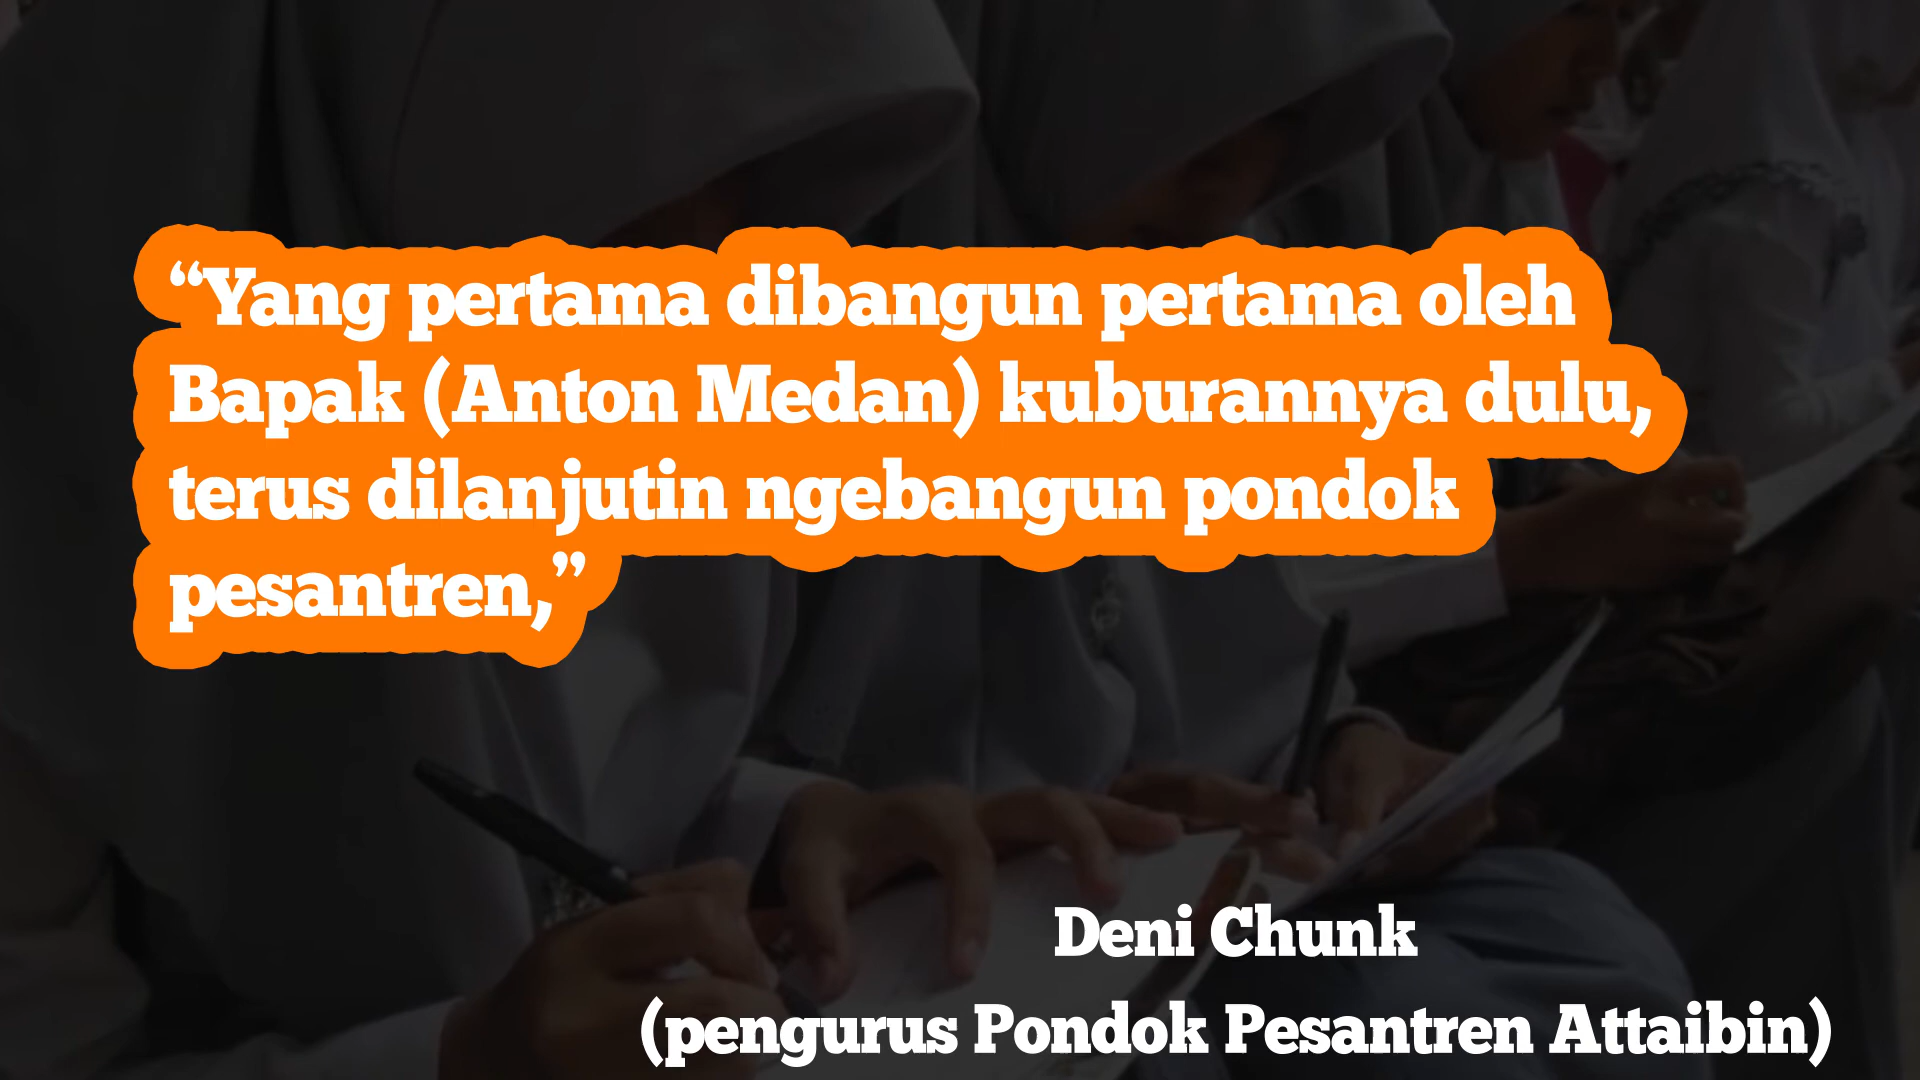 “Yang pertama dibangun pertama oleh
Bapak (Anton Medan) kuburannya dulu,
terus dilanjutin ngebangun pondok
pesantren,”
Deni Chunk
(pengurus Pondok Pesantren Attaibin)